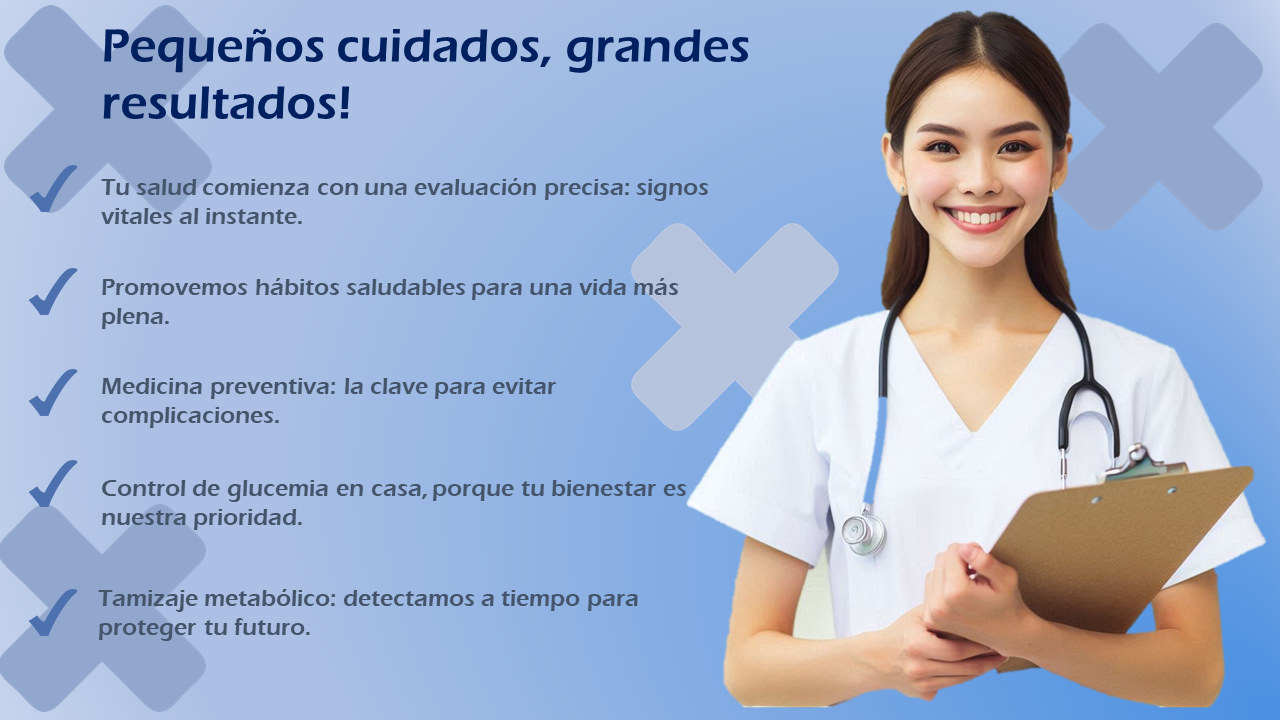 Pequeños cuidados, grandes
resultados!
Tu salud comienza con una evaluación precisa: signos
vitales al instante.
Promovemos hábitos saludables para una vida más
plena.
Medicina preventiva: la clave para evitar
complicaciones.
Control de glucemia en casa, porque tu bienestar es
nuestra prioridad.
Tamizaje metabólico: detectamos a tiempo para
proteger tu futuro.